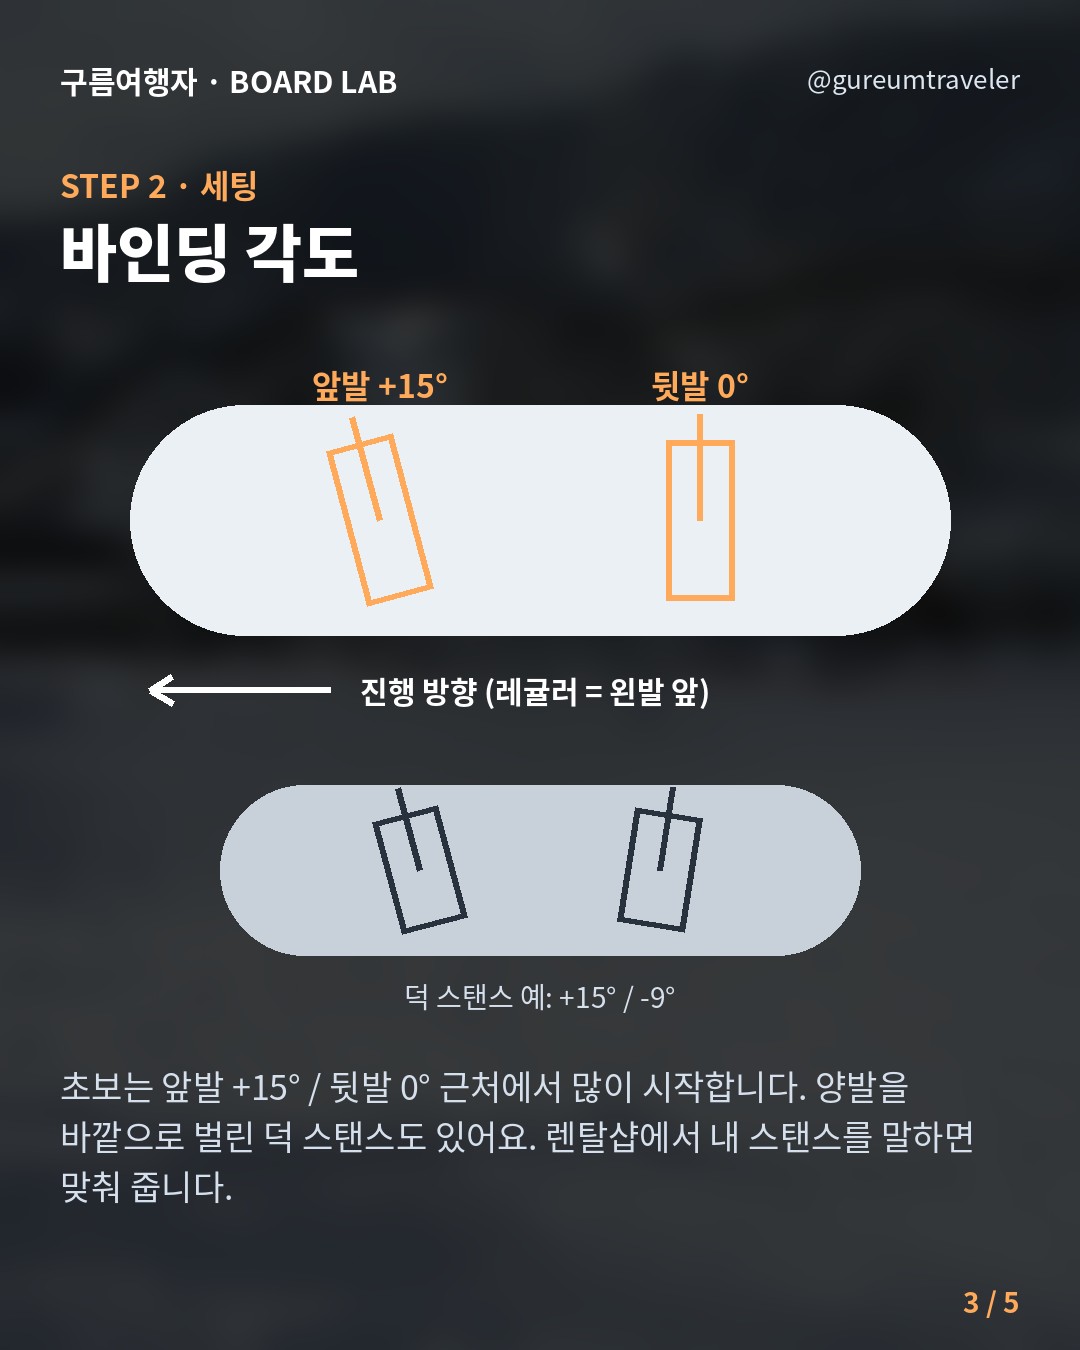 구름여행자 · BOARD LAB
@gureumtraveler
STEP 2 · 세팅
바인딩 각도
앞발 +15°
뒷발 0°
진행 방향 (레귤러 = 왼발 앞)
덕 스탠스 예: +15° / -9°
초보는 앞발 +15° / 뒷발 0° 근처에서 많이 시작합니다. 양발을
바깥으로 벌린 덕 스탠스도 있어요. 렌탈샵에서 내 스탠스를 말하면
맞춰 줍니다.
3 / 5